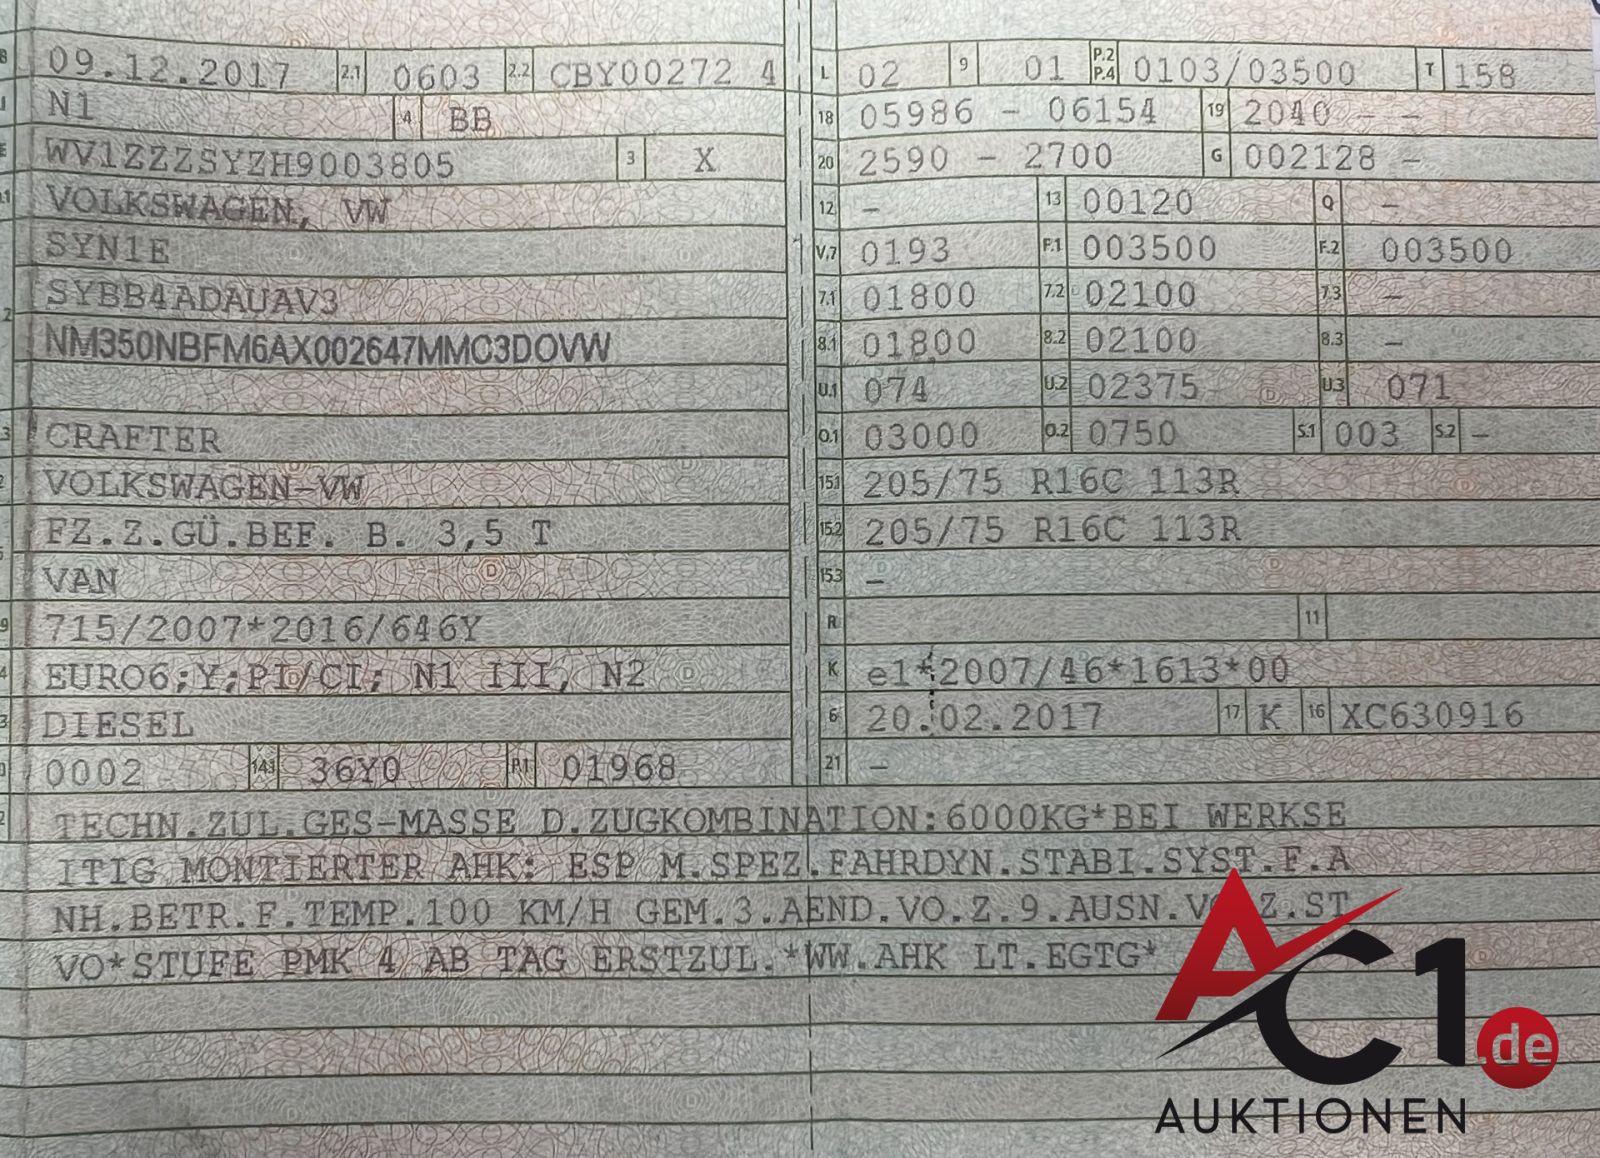 B 09.12.2017 2.1 0603 2.2 CBY00272 4
J N1 4 BB
E WV1ZZZSYZH9003805 3 X
VOLKSWAGEN, VW
SYN1E
2 SYBB4ADAUAV3
NM350NBFM6AX002647MMC3DOVW
3 CRAFTER
2 VOLKSWAGEN-VW
FZ.Z.GÜ.BEF. B. 3,5 T
5 VAN
9 715/2007*2016/646Y
4 EURO6;Y;PI/CI; N1 III, N2
3 DIESEL
0 0002 14.1 36Y0 P.1 01968
L 02 9 01 P.2 P.4 0103/03500 T 158
18 05986 - 06154 19 2040 - -
20 2590 - 2700 G 002128 -
12 - 13 00120 Q -
V.7 0193 F.1 003500 F.2 003500
7.1 01800 7.2 02100 7.3 -
8.1 01800 8.2 02100 8.3 -
U.1 074 U.2 02375 U.3 071
O.1 03000 O.2 0750 S.1 003 S.2 -
15.1 205/75 R16C 113R
15.2 205/75 R16C 113R
15.3 -
R 11
K e1*2007/46*1613*00
6 20.02.2017 17 K 16 XC630916
21 -
TECHN.ZUL.GES-MASSE D.ZUGKOMBINATION:6000KG*BEI WERKSE
ITIG MONTIERTER AHK: ESP M.SPEZ.FAHRDYN.STABI.SYST.F.A
NH.BETR.F.TEMP.100 KM/H GEM.3.AEND.VO.Z.9.AUSN.VO.Z.ST
VO*STUFE PMK 4 AB TAG ERSTZUL.*WW.AHK LT.EGTG*
AC1.de
AUKTIONEN